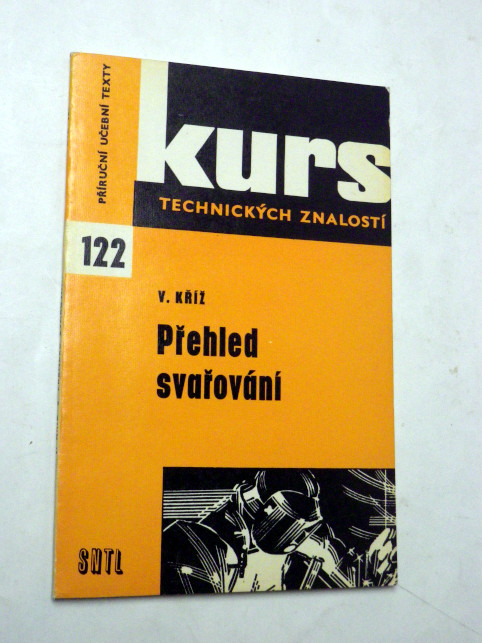 PŘÍRUČNÍ UČEBNÍ TEXTY
kurs
TECHNICKÝCH ZNALOSTÍ
122
V. KŘÍŽ
Přehled
svařování
SNTL